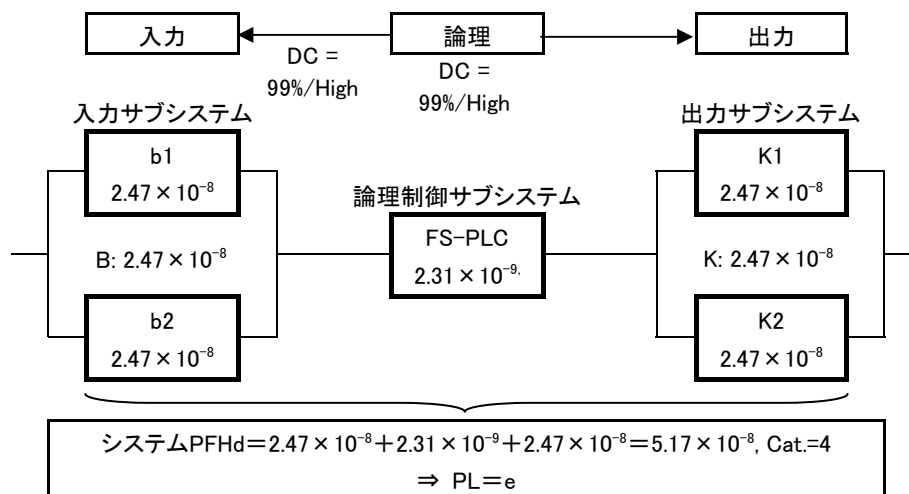 入力
論理
出力
DC =
99%/High
DC =
99%/High
入力サブシステム
出力サブシステム
b1
2.47×10⁻⁸
K1
2.47×10⁻⁸
論理制御サブシステム
FS-PLC
2.31×10⁻⁹,
B: 2.47×10⁻⁸
K: 2.47×10⁻⁸
b2
2.47×10⁻⁸
K2
2.47×10⁻⁸
システムPFHd=2.47×10⁻⁸+2.31×10⁻⁹+2.47×10⁻⁸=5.17×10⁻⁸, Cat.=4
⇒ PL=e